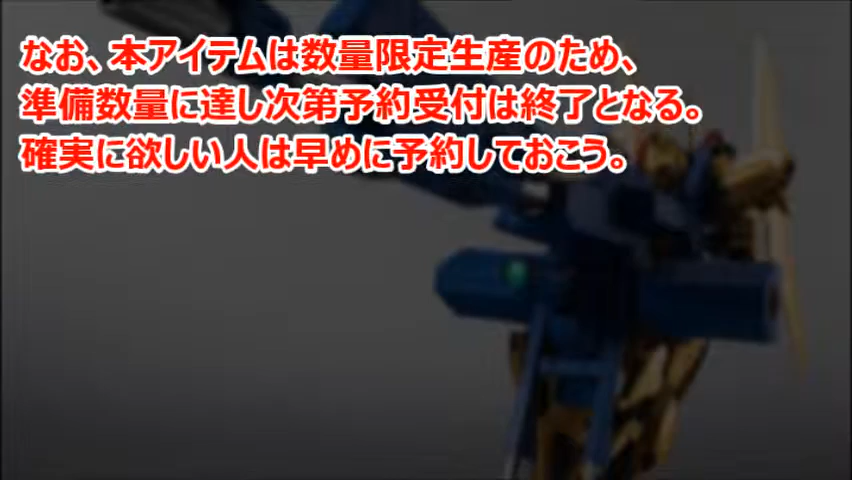 なお、本アイテムは数量限定生産のため、
準備数量に達し次第予約受付は終了となる。
確実に欲しい人は早めに予約しておこう。